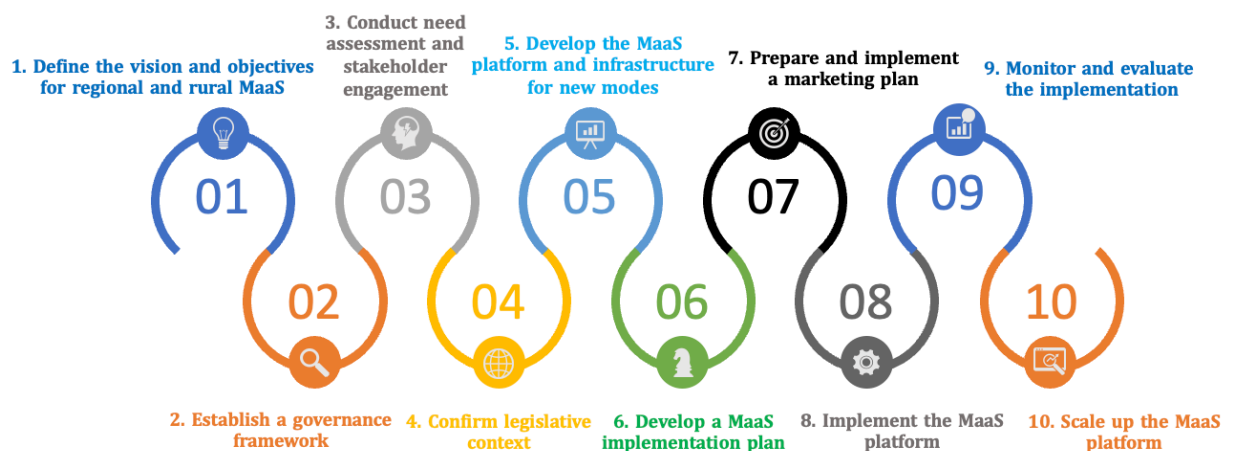 1. Define the vision and objectives
for regional and rural MaaS
01
2. Establish a governance
framework
02
3. Conduct need
assessment and
stakeholder
engagement
03
4. Confirm legislative
context
04
5. Develop the MaaS
platform and infrastructure
for new modes
05
6. Develop a MaaS
implementation plan
06
7. Prepare and implement
a marketing plan
07
8. Implement the MaaS
platform
08
9. Monitor and evaluate
the implementation
09
10. Scale up the MaaS
platform
10